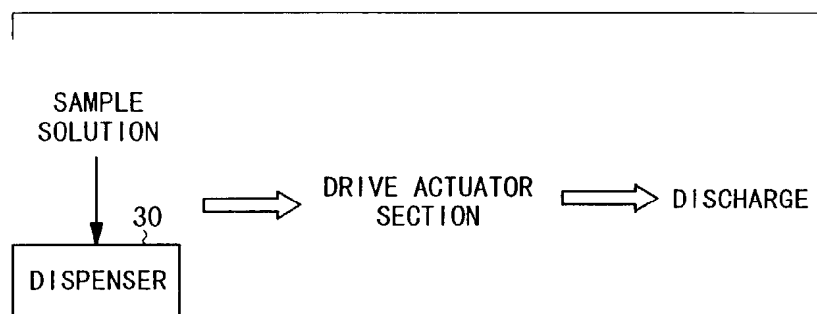 SAMPLE
SOLUTION
30
DISPENSER
DRIVE ACTUATOR
SECTION
DISCHARGE